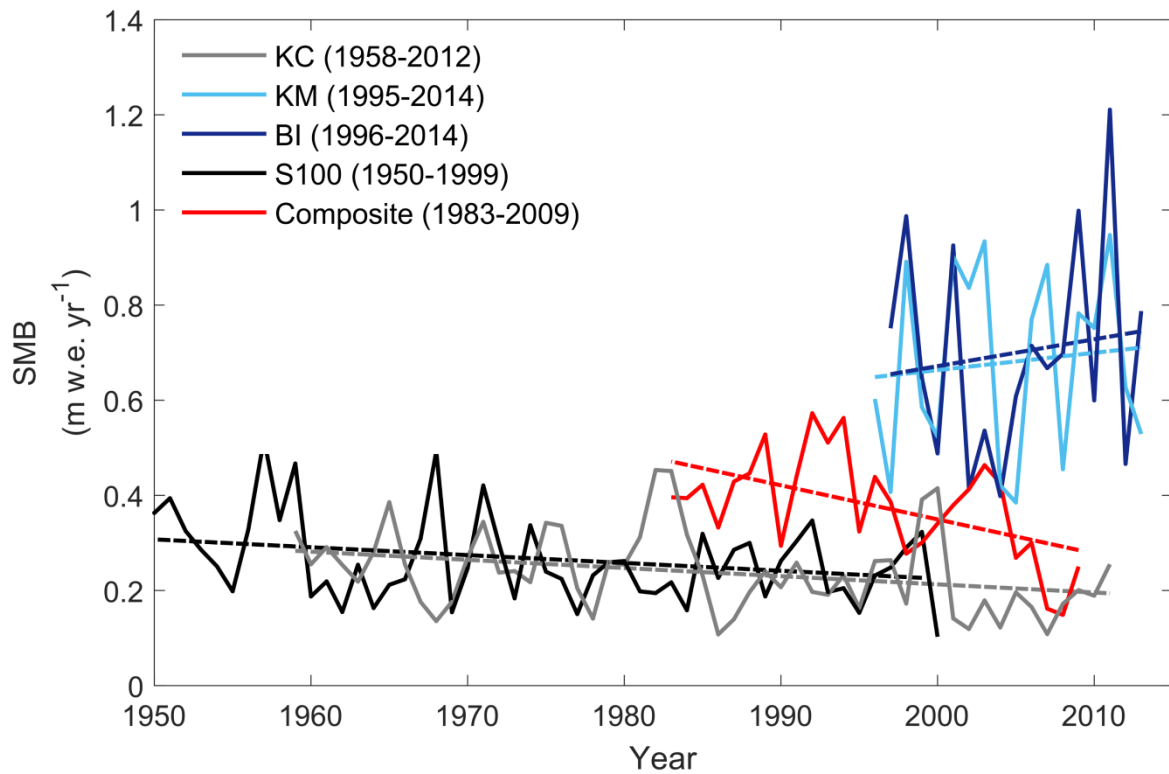 1.4
1.2
1
0.8
0.6
0.4
0.2
0
SMB
(m w.e. yr⁻¹)
KC (1958-2012)
KM (1995-2014)
BI (1996-2014)
S100 (1950-1999)
Composite (1983-2009)
1950 1960 1970 1980 1990 2000 2010
Year